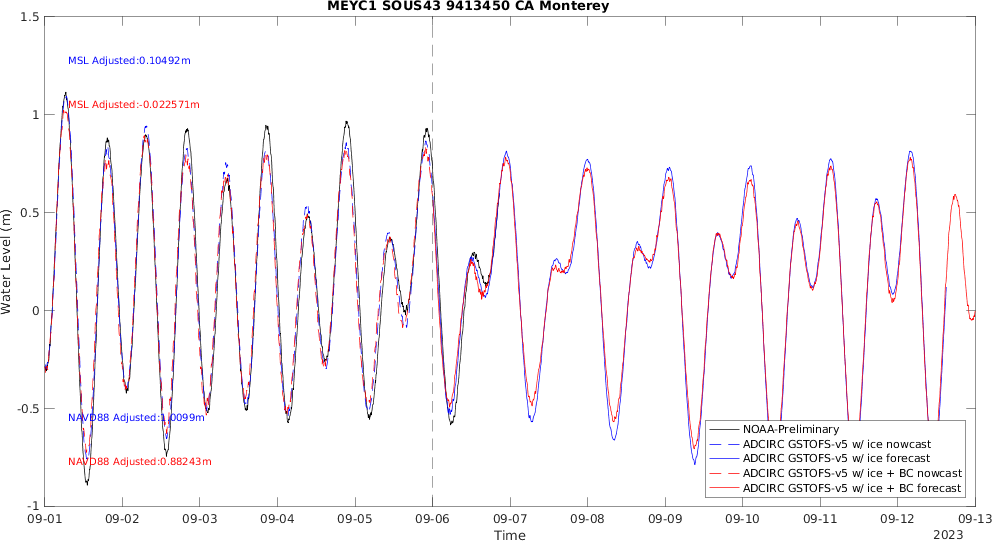 MEYC1 SOUS43 9413450 CA Monterey
1.5
1
0.5
0
-0.5
-1
Water Level (m)
MSL Adjusted:0.10492m
MSL Adjusted:-0.022571m
NAVD88 Adjusted:1.0099m
NAVD88 Adjusted:0.88243m
NOAA-Preliminary
ADCIRC GSTOFS-v5 w/ ice nowcast
ADCIRC GSTOFS-v5 w/ ice forecast
ADCIRC GSTOFS-v5 w/ ice + BC nowcast
ADCIRC GSTOFS-v5 w/ ice + BC forecast
09-01 09-02 09-03 09-04 09-05 09-06 09-07 09-08 09-09 09-10 09-11 09-12 09-13
Time
2023